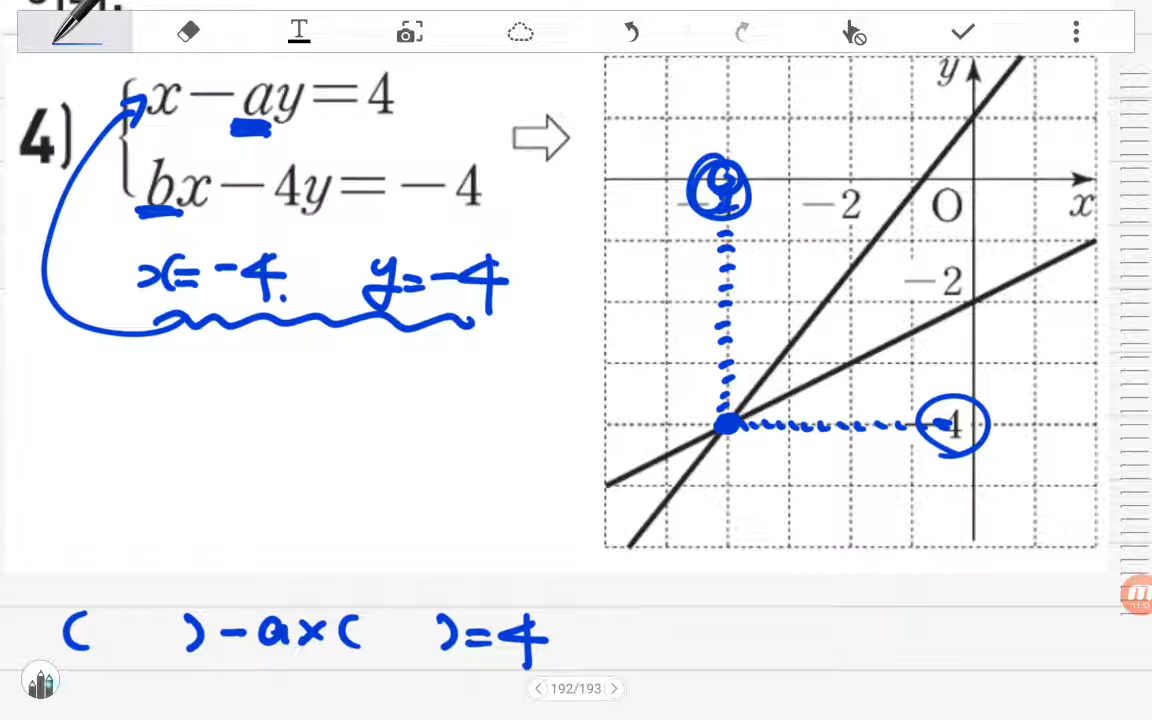 T
4) x－ay＝4
bx－4y＝－4
x=-4. y=-4
y
－2 O x
－2
4
( ) - a×( ) = 4
192/193